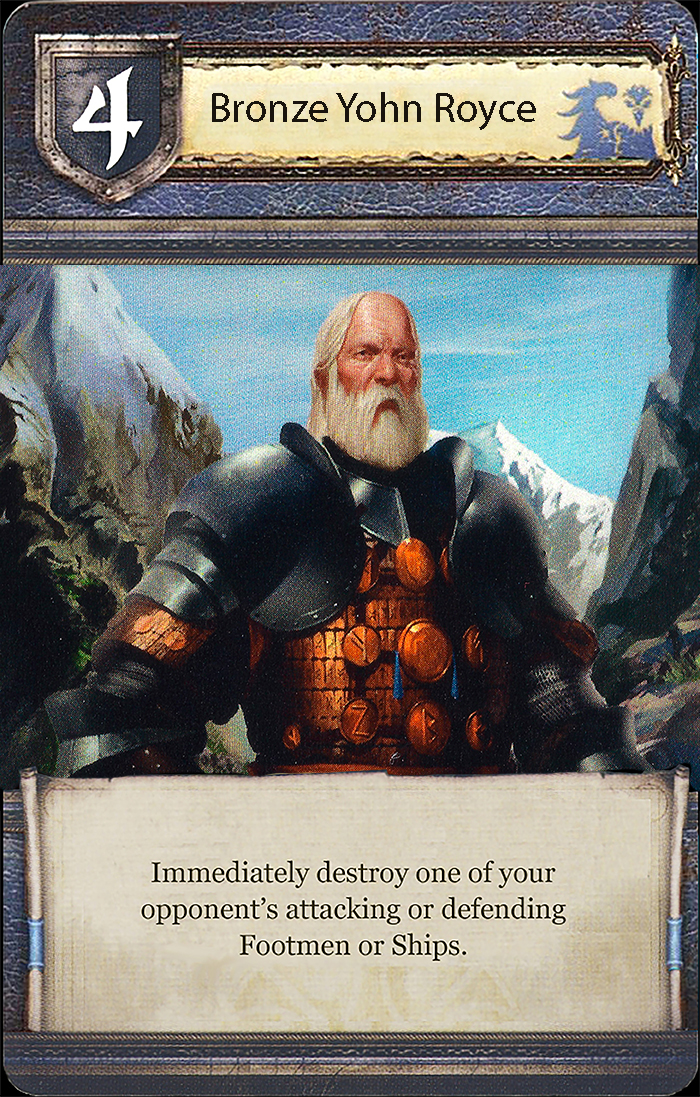 4
Bronze Yohn Royce
Immediately destroy one of your
opponent's attacking or defending
Footmen or Ships.